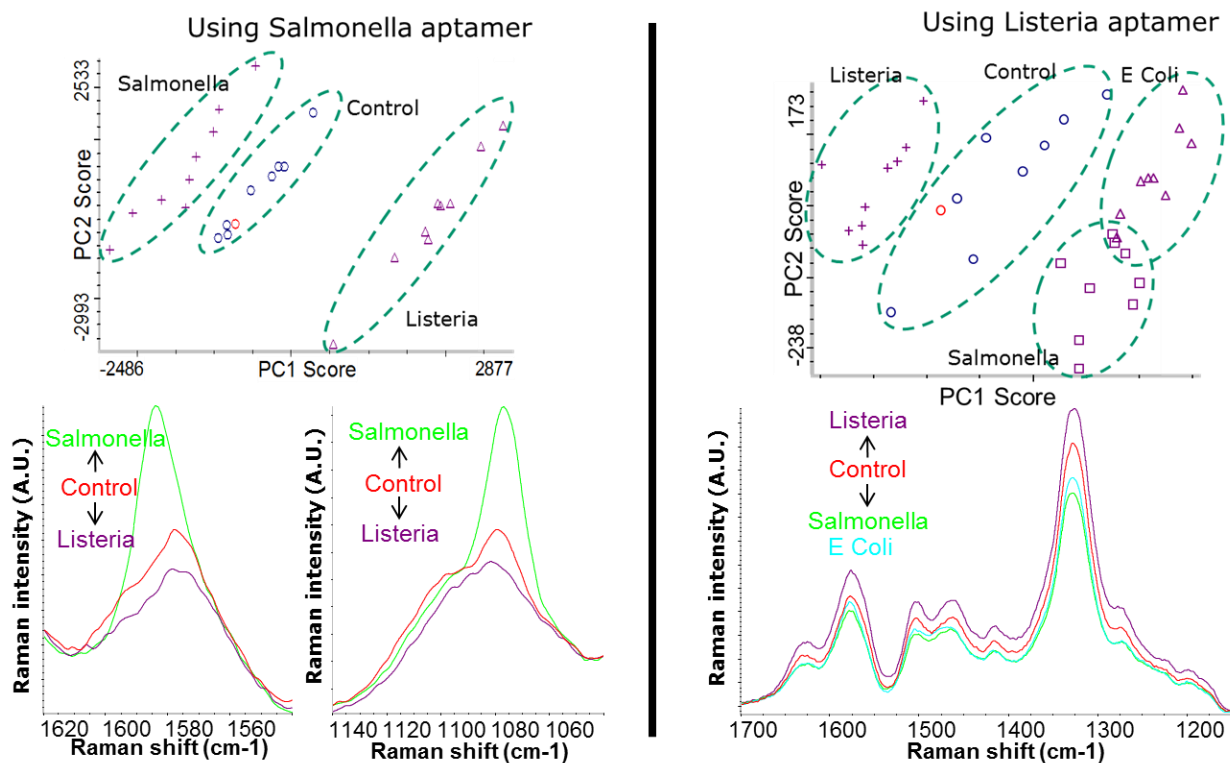 Using Salmonella aptamer
Salmonella
Control
Listeria
PC2 Score
25533
-2993
-2486
PC1 Score
2877
Using Listeria aptamer
Listeria
Control
E Coli
Salmonella
PC2 Score
173
-238
PC1 Score
Salmonella
Control
Listeria
Raman intensity (A.U.)
1620 1600 1580 1560
Raman shift (cm-1)
Salmonella
Control
Listeria
Raman intensity (A.U.)
1140 1120 1100 1080 1060
Raman shift (cm-1)
Listeria
Control
Salmonella
E Coli
Raman intensity (A.U.)
1700 1600 1500 1400 1300 1200
Raman shift (cm-1)